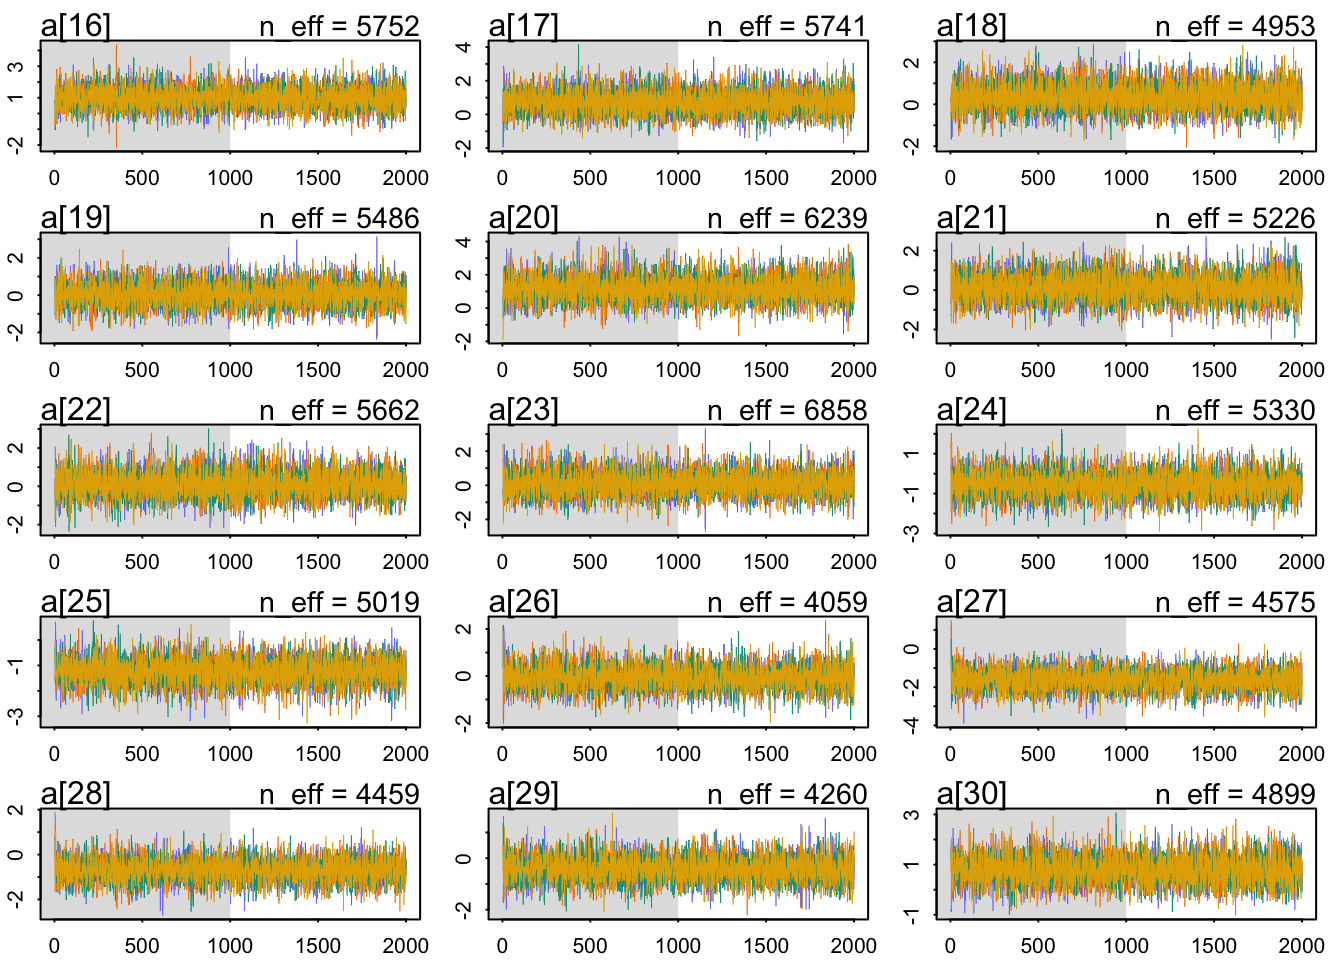 a[16] n_eff = 5752 a[17] n_eff = 5741 a[18] n_eff = 4953
-2 1 3 -2 0 2 4 -2 0 2
0 500 1000 1500 2000 0 500 1000 1500 2000 0 500 1000 1500 2000
a[19] n_eff = 5486 a[20] n_eff = 6239 a[21] n_eff = 5226
-2 0 2 -2 0 2 4 -2 0 2
0 500 1000 1500 2000 0 500 1000 1500 2000 0 500 1000 1500 2000
a[22] n_eff = 5662 a[23] n_eff = 6858 a[24] n_eff = 5330
-2 0 2 -2 0 2 -3 -1 1
0 500 1000 1500 2000 0 500 1000 1500 2000 0 500 1000 1500 2000
a[25] n_eff = 5019 a[26] n_eff = 4059 a[27] n_eff = 4575
-3 -1 -2 0 2 -4 -2 0
0 500 1000 1500 2000 0 500 1000 1500 2000 0 500 1000 1500 2000
a[28] n_eff = 4459 a[29] n_eff = 4260 a[30] n_eff = 4899
-2 0 2 -2 0 -1 1 3
0 500 1000 1500 2000 0 500 1000 1500 2000 0 500 1000 1500 2000